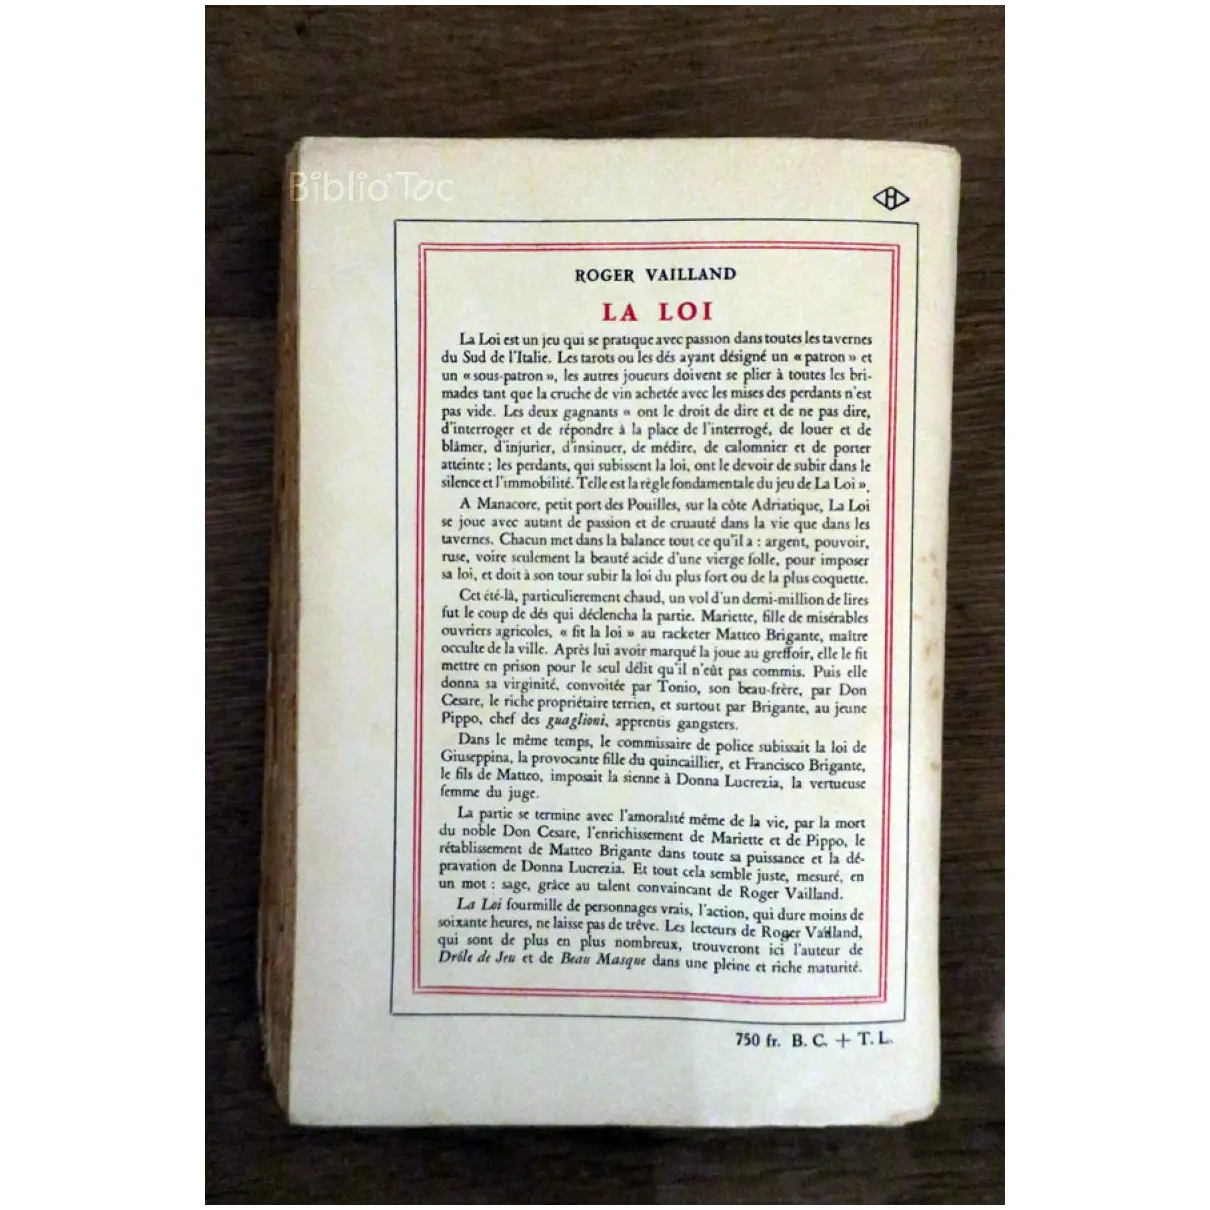 Biblio'Toc
H
ROGER VAILLAND
LA LOI
La Loi est un jeu qui se pratique avec passion dans toutes les tavernes
du Sud de l'Italie. Les tarots ou les dés ayant désigné un « patron » et
un « sous-patron », les autres joueurs doivent se plier à toutes les bri-
mades tant que la cruche de vin achetée avec les mises des perdants n'est
pas vide. Les deux gagnants « ont le droit de dire et de ne pas dire,
d'interroger et de répondre à la place de l'interrogé, de louer et de
blâmer, d'injurier, d'insinuer, de médire, de calomnier et de porter
atteinte ; les perdants, qui subissent la loi, ont le devoir de subir dans le
silence et l'immobilité. Telle est la règle fondamentale du jeu de La Loi ».
A Manacore, petit port des Pouilles, sur la côte Adriatique, La Loi
se joue avec autant de passion et de cruauté dans la vie que dans les
tavernes. Chacun met dans la balance tout ce qu'il a : argent, pouvoir,
ruse, voire seulement la beauté acide d'une vierge folle, pour imposer
sa loi, et doit à son tour subir la loi du plus fort ou de la plus coquette.
Cet été-là, particulièrement chaud, un vol d'un demi-million de lires
fut le coup de dés qui déclencha la partie. Mariette, fille de misérables
ouvriers agricoles, « fit la loi » au racketer Matteo Brigante, maître
occulte de la ville. Après lui avoir marqué la joue au greffoir, elle le fit
mettre en prison pour le seul délit qu'il n'eût pas commis. Puis elle
donna sa virginité, convoitée par Tonio, son beau-frère, par Don
Cesare, le riche propriétaire terrien, et surtout par Brigante, au jeune
Pippo, chef des guaglioni, apprentis gangsters.
Dans le même temps, le commissaire de police subissait la loi de
Giuseppina, la provocante fille du quincaillier, et Francisco Brigante,
le fils de Matteo, imposait la sienne à Donna Lucrezia, la vertueuse
femme du juge.
La partie se termine avec l'amoralité même de la vie, par la mort
du noble Don Cesare, l'enrichissement de Mariette et de Pippo, le
rétablissement de Matteo Brigante dans toute sa puissance et la dé-
pravation de Donna Lucrezia. Et tout cela semble juste, mesuré, en
un mot : sage, grâce au talent convaincant de Roger Vailland.
La Loi fourmille de personnages vrais, l'action, qui dure moins de
soixante heures, ne laisse pas de trêve. Les lecteurs de Roger Vailland,
qui sont de plus en plus nombreux, trouveront ici l'auteur de
Drôle de Jeu et de Beau Masque dans une pleine et riche maturité.
750 fr. B. C. + T. L.